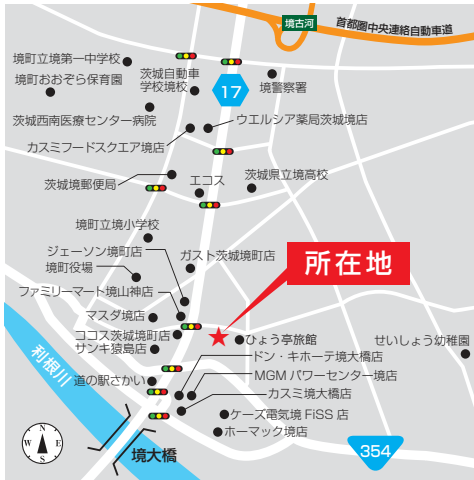 境古河
首都圏中央連絡自動車道
境町立境第一中学校
境町おおぞら保育園
茨城自動車
学校境校
17
境警察署
茨城西南医療センター病院
ウエルシア薬局茨城境店
カスミフードスクエア境店
茨城境郵便局
エコス
茨城県立境高校
境町立境小学校
ジェーソン境町店
ガスト茨城境町店
境町役場
所在地
ファミリーマート境山神店
マスダ境店
ココス茨城境町店
ひょう亭旅館
せいしょう幼稚園
サンキ猿島店
ドン・キホーテ境大橋店
利根川
MGM パワーセンター境店
道の駅さかい
カスミ境大橋店
ケーズ電気境 FiSS 店
ホーマック境店
境大橋
354
N
W
E
S